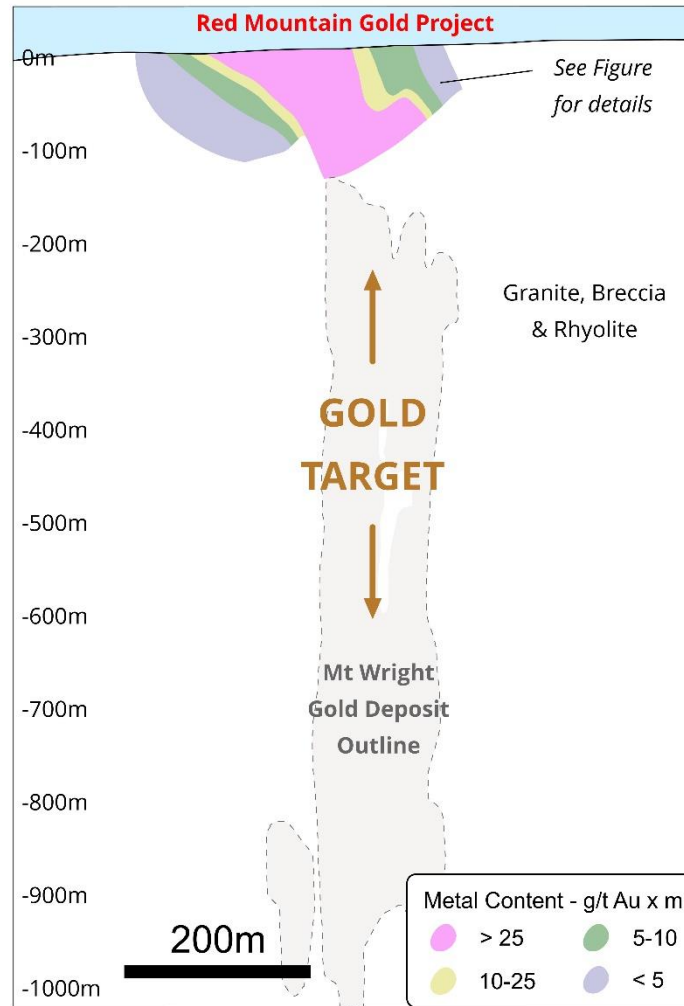 Red Mountain Gold Project
0m
See Figure
for details
-100m
-200m
Granite, Breccia
& Rhyolite
-300m
GOLD
-400m
TARGET
-500m
-600m
Mt Wright
Gold Deposit
Outline
-700m
-800m
-900m
200m
-1000m
Metal Content - g/t Au x m
> 25
5-10
10-25
< 5